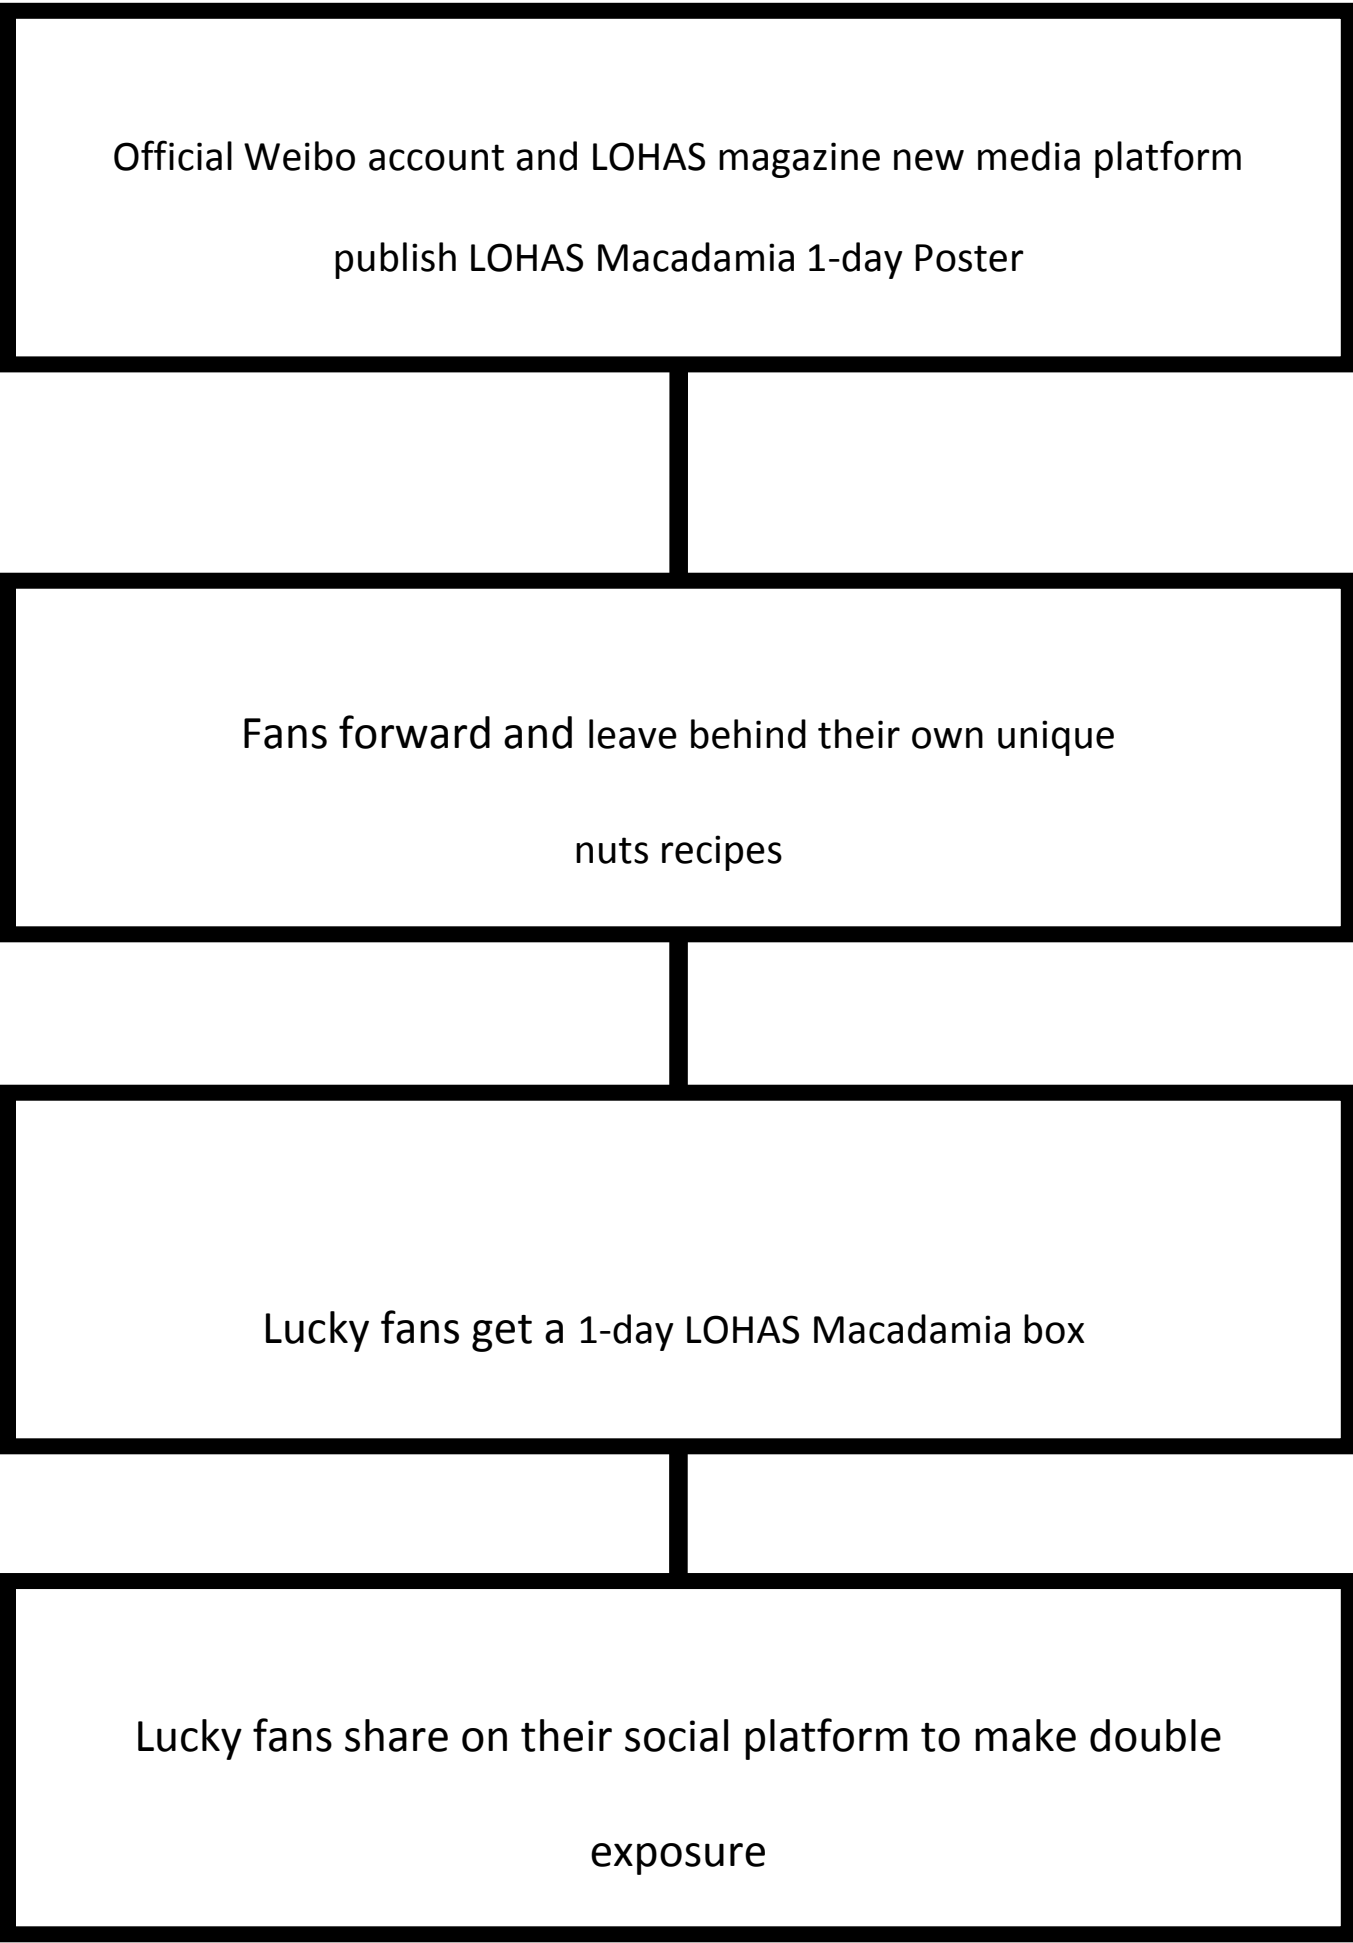 Official Weibo account and LOHAS magazine new media platform
publish LOHAS Macadamia 1-day Poster
Fans forward and leave behind their own unique
nuts recipes
Lucky fans get a 1-day LOHAS Macadamia box
Lucky fans share on their social platform to make double
exposure